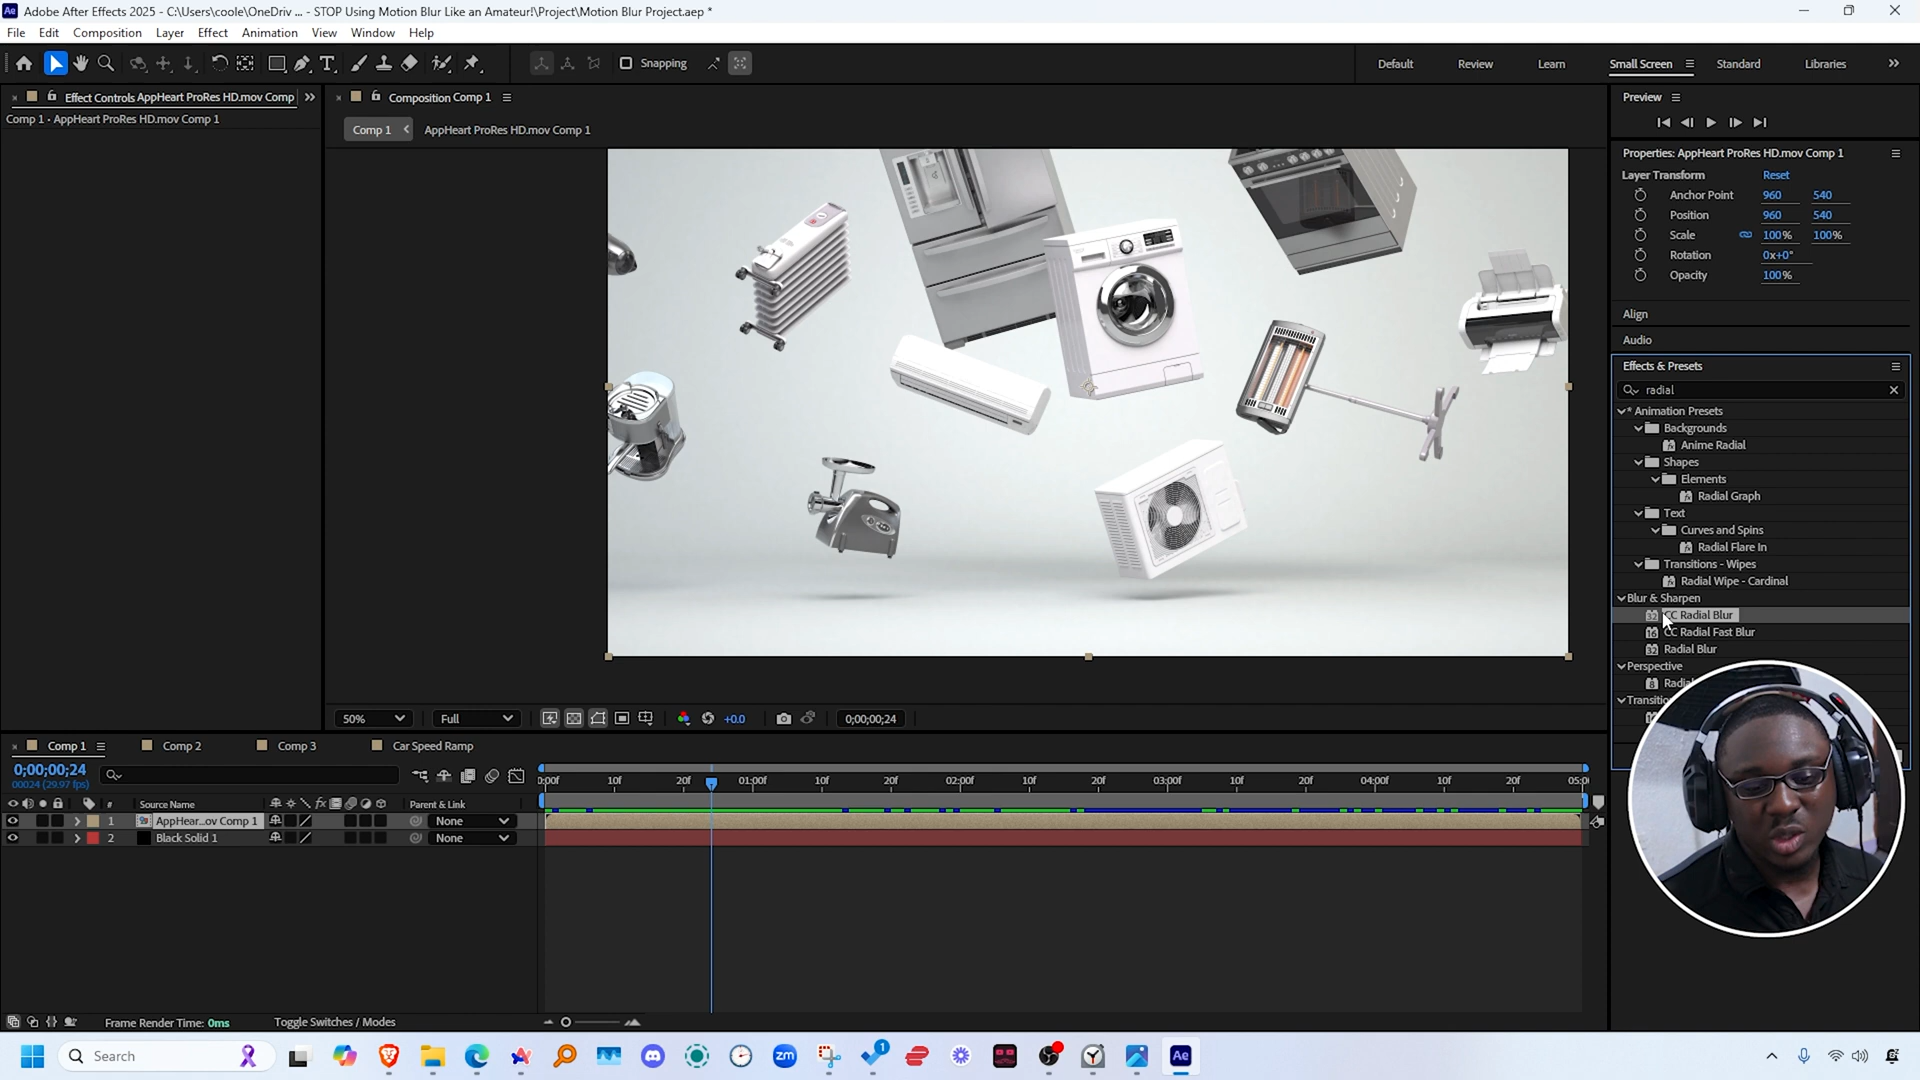 Adobe After Effects 2025 - C:\Users\coole\OneDriv ... - STOP Using Motion Blur Like an Amateur!\Project\Motion Blur Project.aep *
File Edit Composition Layer Effect Animation View Window Help
Snapping Default Review Learn Small Screen Standard Libraries
Effect Controls AppHeart ProRes HD.mov Comp
Comp 1 • AppHeart ProRes HD.mov Comp 1
Composition Comp 1
Comp 1 AppHeart ProRes HD.mov Comp 1
50% Full +0.0 0;00;00;24
Preview
Properties: AppHeart ProRes HD.mov Comp 1
Layer Transform Reset
Anchor Point 960 540
Position 960 540
Scale 100% 100%
Rotation 0x+0°
Opacity 100%
Align
Audio
Effects & Presets
radial
* Animation Presets
Backgrounds
Anime Radial
Shapes
Elements
Radial Graph
Text
Curves and Spins
Radial Flare In
Transitions - Wipes
Radial Wipe - Cardinal
Blur & Sharpen
CC Radial Blur
CC Radial Fast Blur
Radial Blur
Perspective
Comp 1 Comp 2 Comp 3 Car Speed Ramp
0;00;00;24
00024 (29.97 fps)
0:00f 10f 20f 01:00f 10f 20f 02:00f 10f 20f 03:00f 10f 20f 04:00f 10f 20f 05:0
# Source Name Parent & Link
1 AppHear...ov Comp 1 None
2 Black Solid 1 None
Frame Render Time: 0ms Toggle Switches / Modes
Search zm 1 Ae